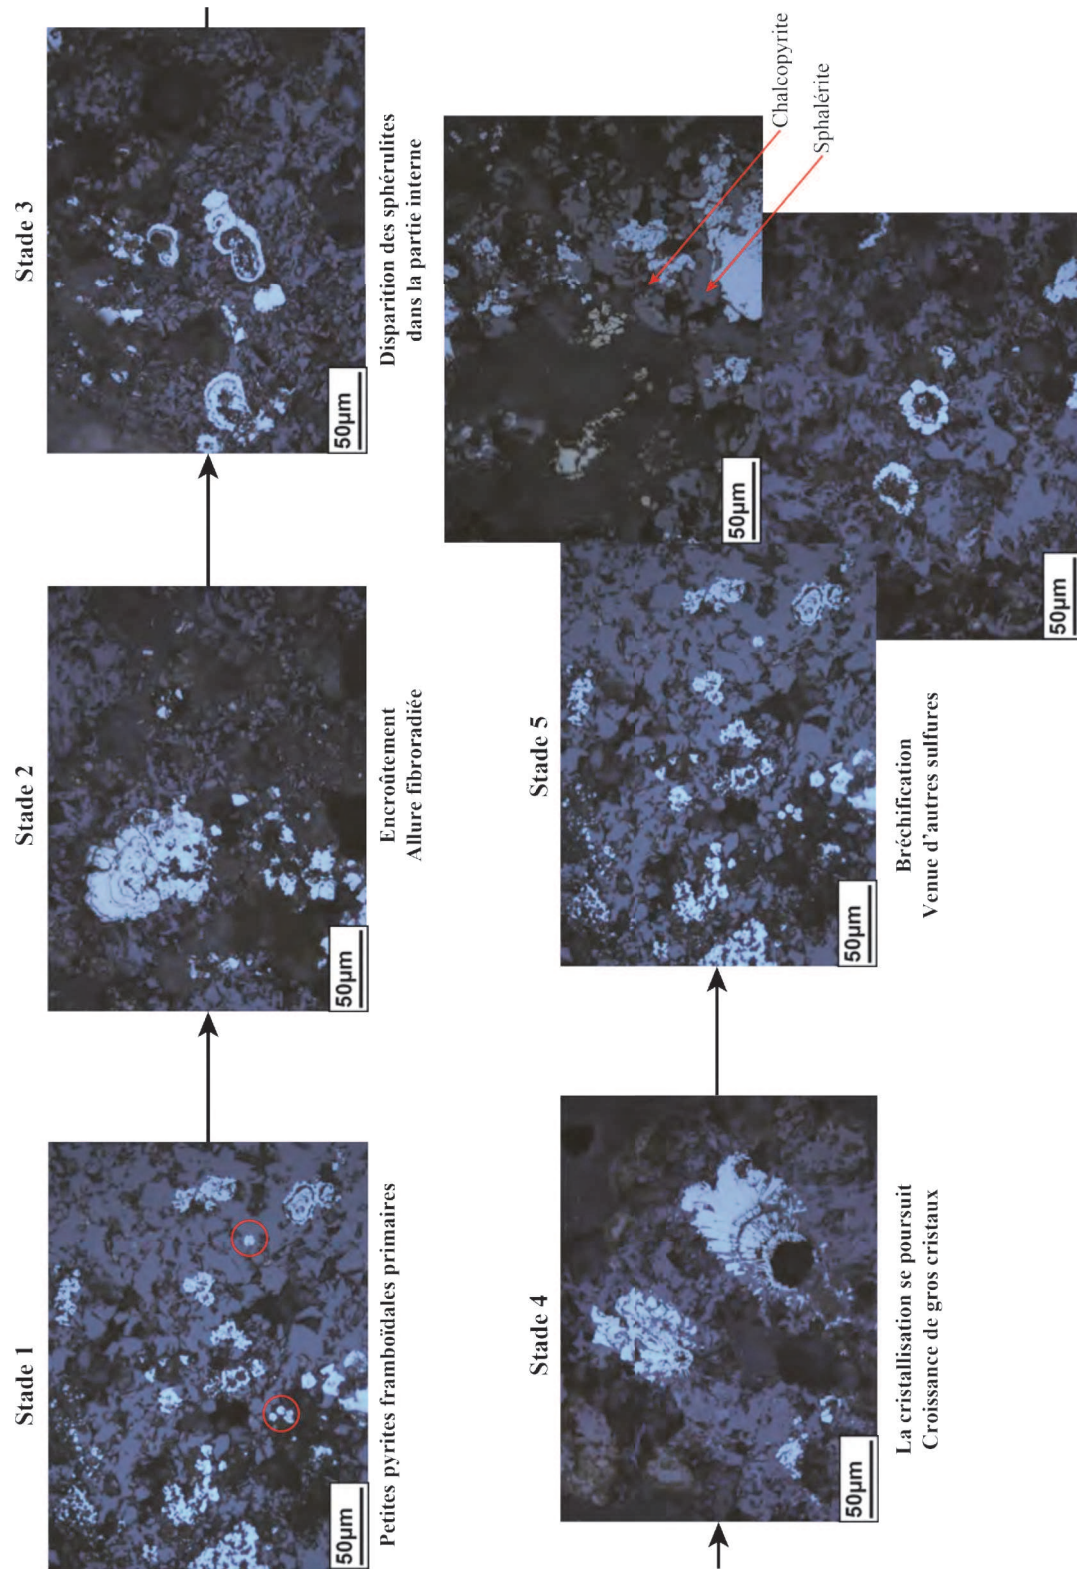 Stade 1
50µm
Petites pyrites framboïdales primaires
Stade 2
50µm
Encroûtement
Allure fibroradiée
Stade 3
50µm
Disparition des sphérulites
dans la partie interne
Stade 4
50µm
La cristallisation se poursuit
Croissance de gros cristaux
Stade 5
50µm
50µm
50µm
Chalcopyrite
Sphalérite
Bréchification
Venue d'autres sulfures